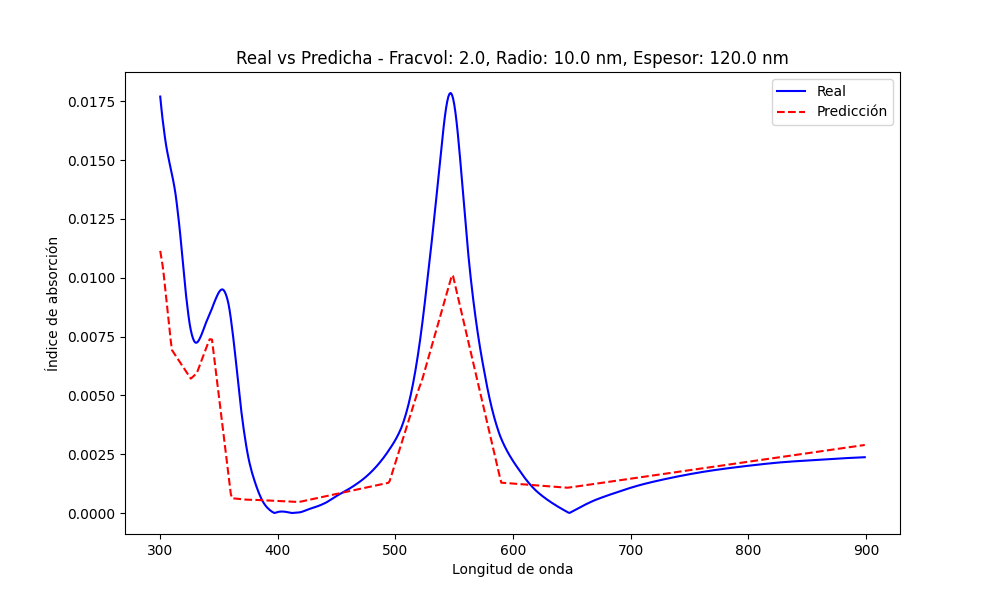 Real vs Predicha - Fracvol: 2.0, Radio: 10.0 nm, Espesor: 120.0 nm
Real
Predicción
Índice de absorción
0.0175
0.0150
0.0125
0.0100
0.0075
0.0050
0.0025
0.0000
300 400 500 600 700 800 900
Longitud de onda